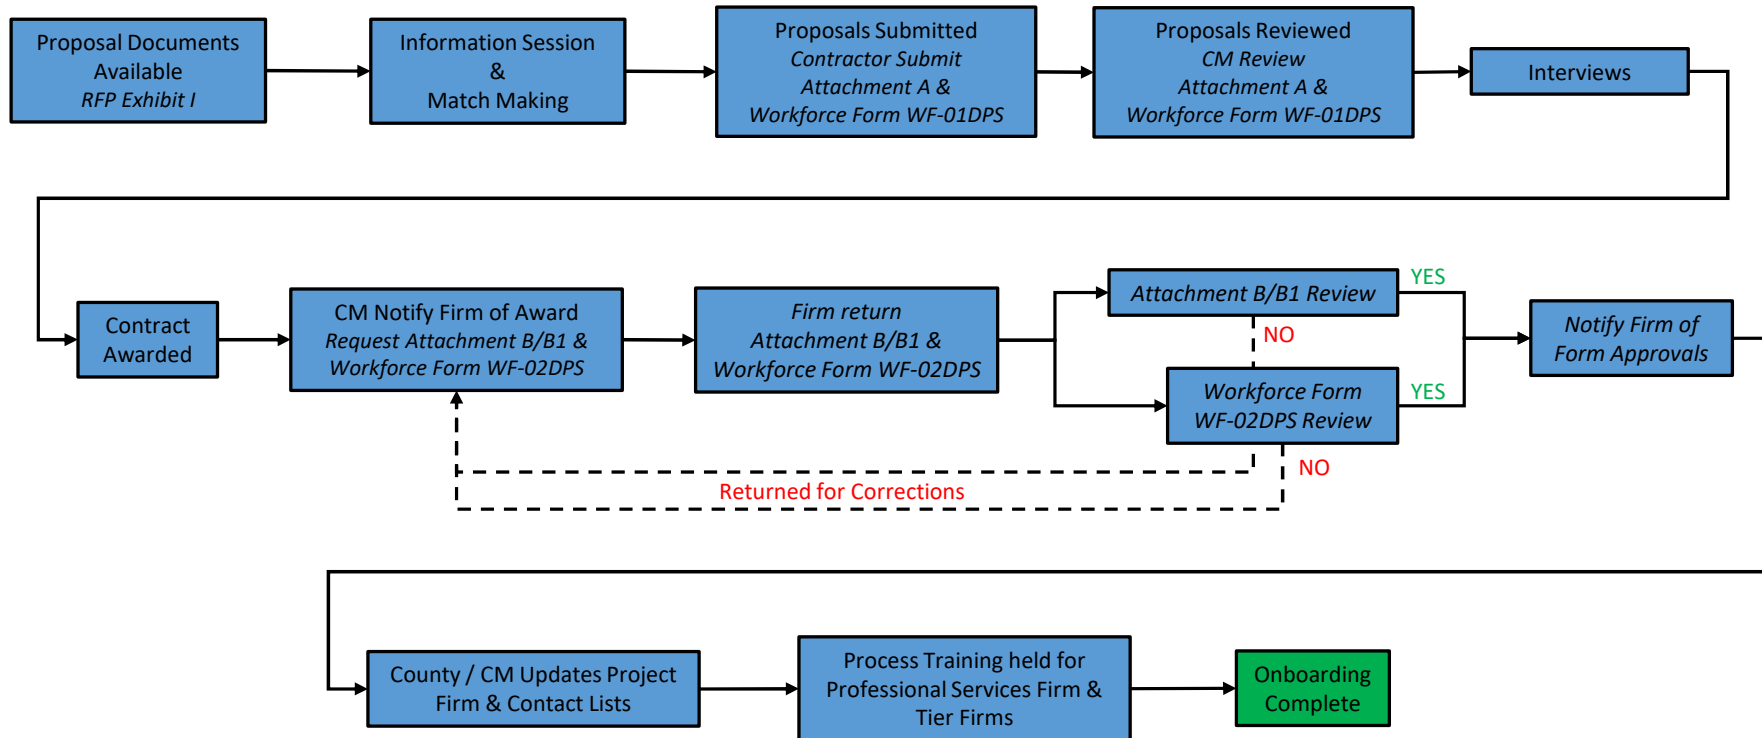 Proposal Documents
Available
RFP Exhibit I
Information Session
&
Match Making
Proposals Submitted
Contractor Submit
Attachment A &
Workforce Form WF-01DPS
Proposals Reviewed
CM Review
Attachment A &
Workforce Form WF-01DPS
Interviews
Contract
Awarded
CM Notify Firm of Award
Request Attachment B/B1 &
Workforce Form WF-02DPS
Firm return
Attachment B/B1 &
Workforce Form WF-02DPS
Attachment B/B1 Review
YES
NO
Workforce Form
WF-02DPS Review
YES
NO
Returned for Corrections
Notify Firm of
Form Approvals
County / CM Updates Project
Firm & Contact Lists
Process Training held for
Professional Services Firm &
Tier Firms
Onboarding
Complete